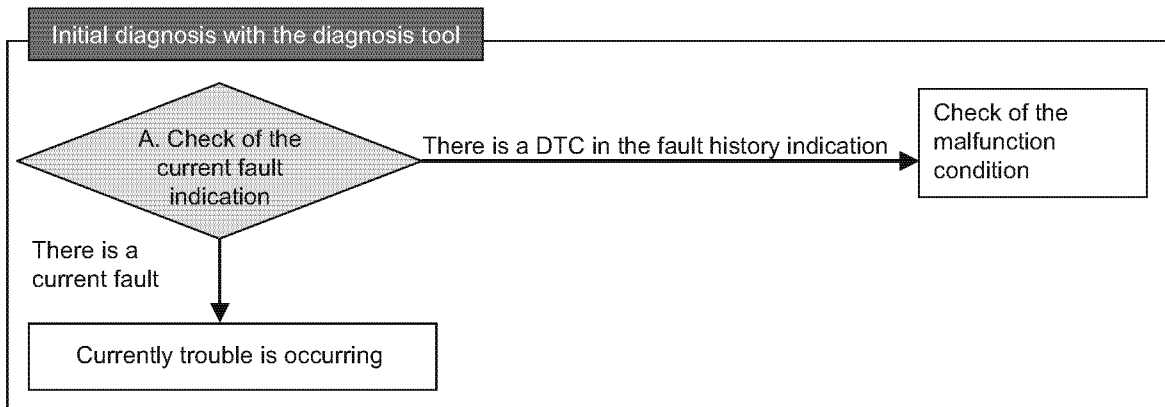 Initial diagnosis with the diagnosis tool
A. Check of the
current fault
indication
There is a DTC in the fault history indication
Check of the
malfunction
condition
There is a
current fault
Currently trouble is occurring